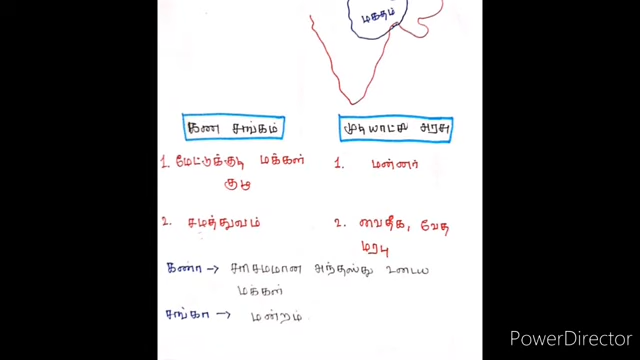 மகதம்
கண சங்கம்
முடியாட்சி அரசு
1. மேட்டுக்குடி மக்கள்
குழு
1. மன்னர்
2. சமத்துவம்
2. வைதீக, வேத
மரபு
கணா → சரிசமமான அந்தஸ்து உடைய
மக்கள்
சங்கா → மன்றம்
PowerDirector